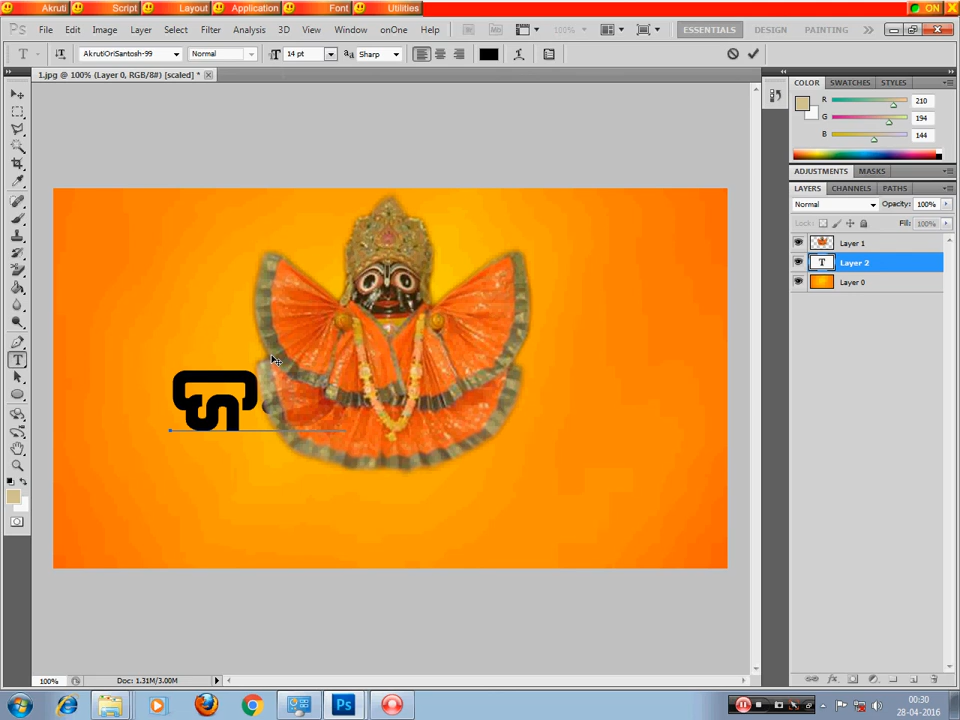 Akruti Script Layout Application Font Utilities ON
Ps File Edit Image Layer Select Filter Analysis 3D View Window onOne Help Mb 100% ESSENTIALS DESIGN PAINTING
T AkrutiOriSantosh-99 Normal 14 pt Sharp
1.jpg @ 100% (Layer 0, RGB/8#) [scaled] *
COLOR SWATCHES STYLES
R 210
G 194
B 144
ADJUSTMENTS MASKS
LAYERS CHANNELS PATHS
Normal Opacity: 100%
Lock: Fill: 100%
Layer 1
T Layer 2
Layer 0
100% Doc: 1.31M/3.00M
00:30
28-04-2016